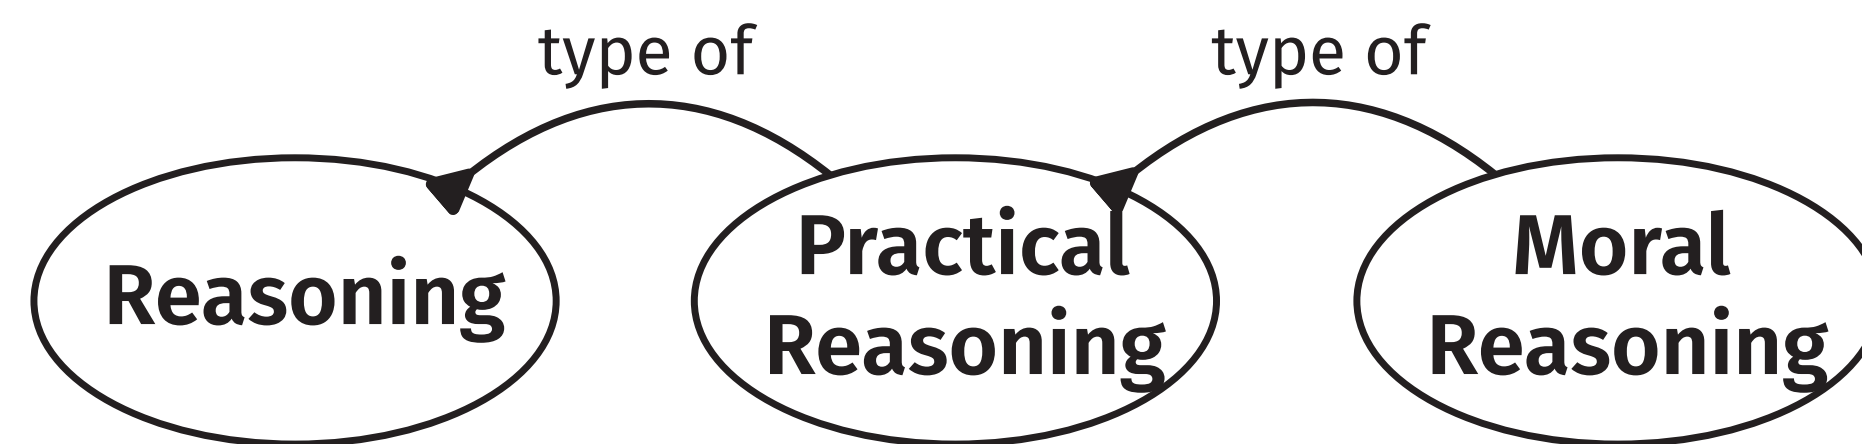 type of
type of
Reasoning
Practical
Reasoning
Moral
Reasoning